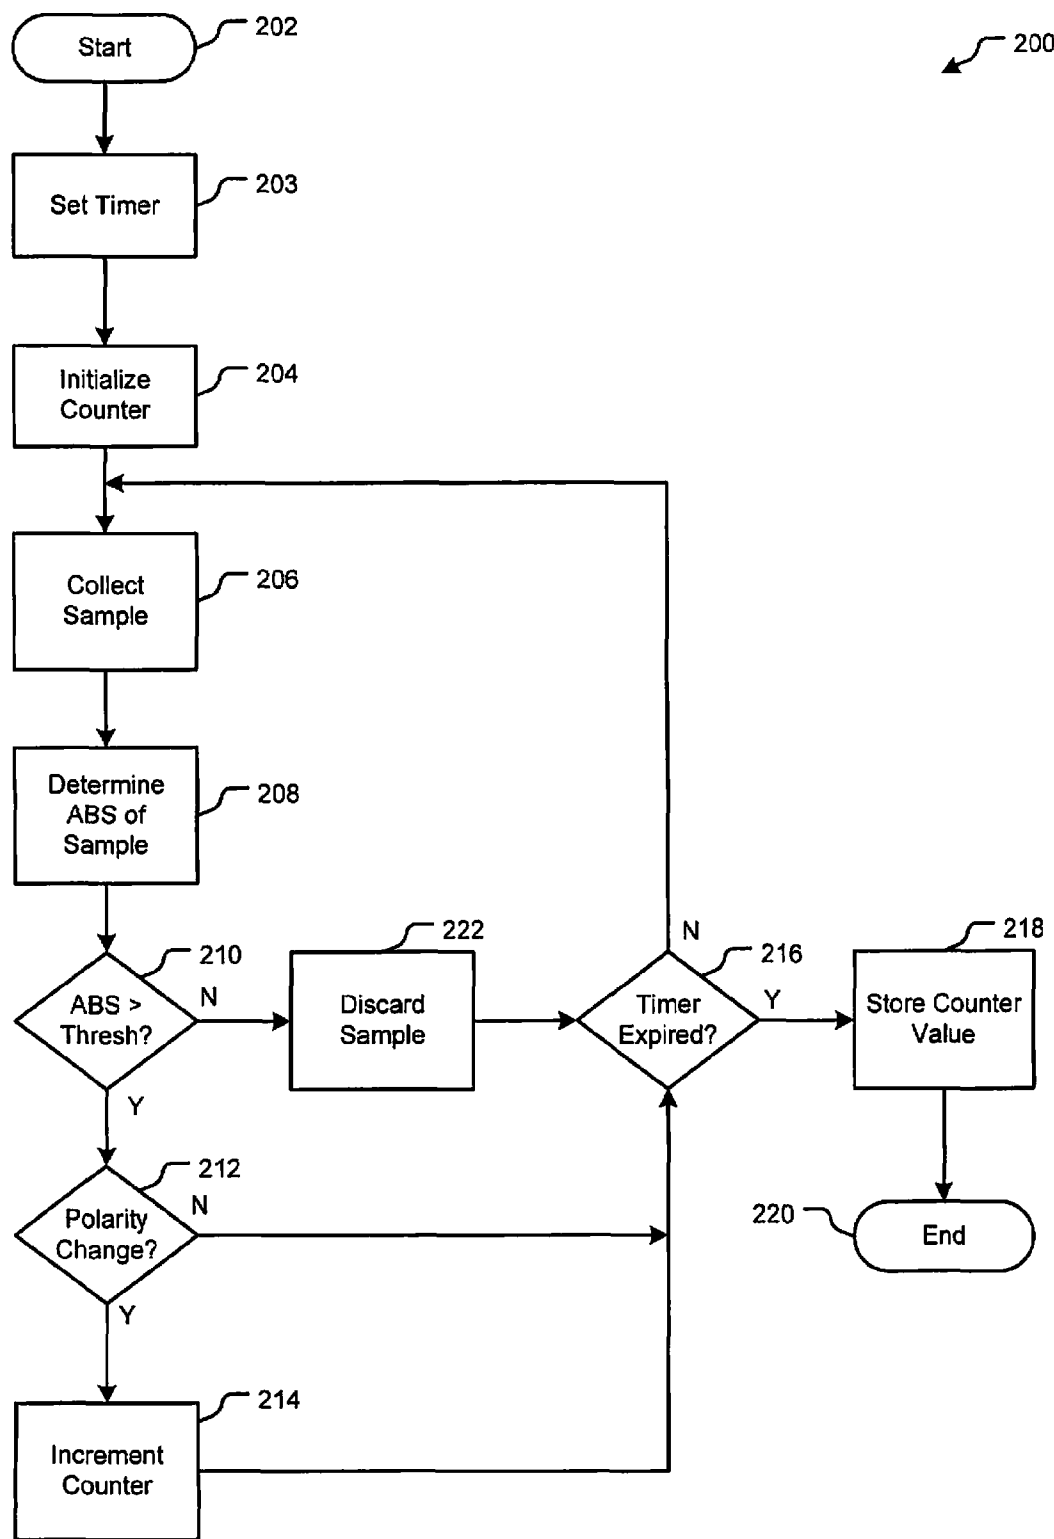 Start
202
200
Set Timer
203
Initialize
Counter
204
Collect
Sample
206
Determine
ABS of
Sample
208
ABS >
Thresh?
210
N
Y
222
Discard
Sample
N
216
Timer
Expired?
Y
218
Store Counter
Value
212
N
Polarity
Change?
Y
220
End
214
Increment
Counter